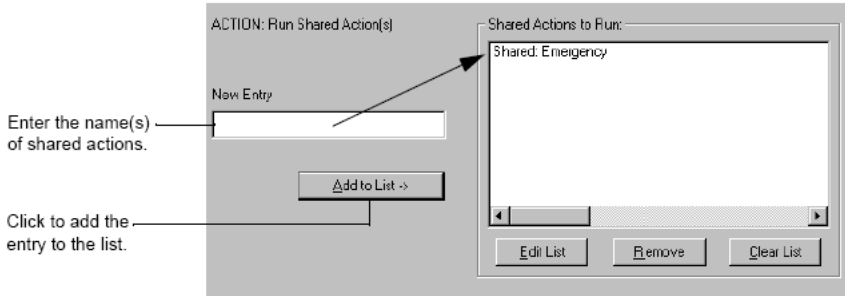 ACTION: Run Shared Action(s)
Shared Actions to Run:
Shared: Emergency
New Entry
Enter the name(s)
of shared actions.
Add to List ->
Click to add the
entry to the list.
Edit List
Remove
Clear List